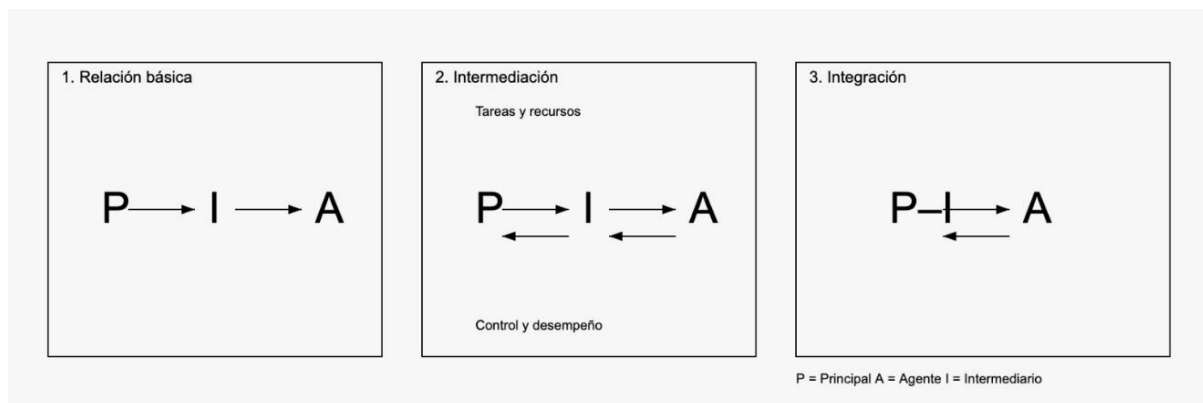 1. Relación básica
P I A
2. Intermediación
Tareas y recursos
P I A
Control y desempeño
3. Integración
P–I A
P = Principal A = Agente I = Intermediario